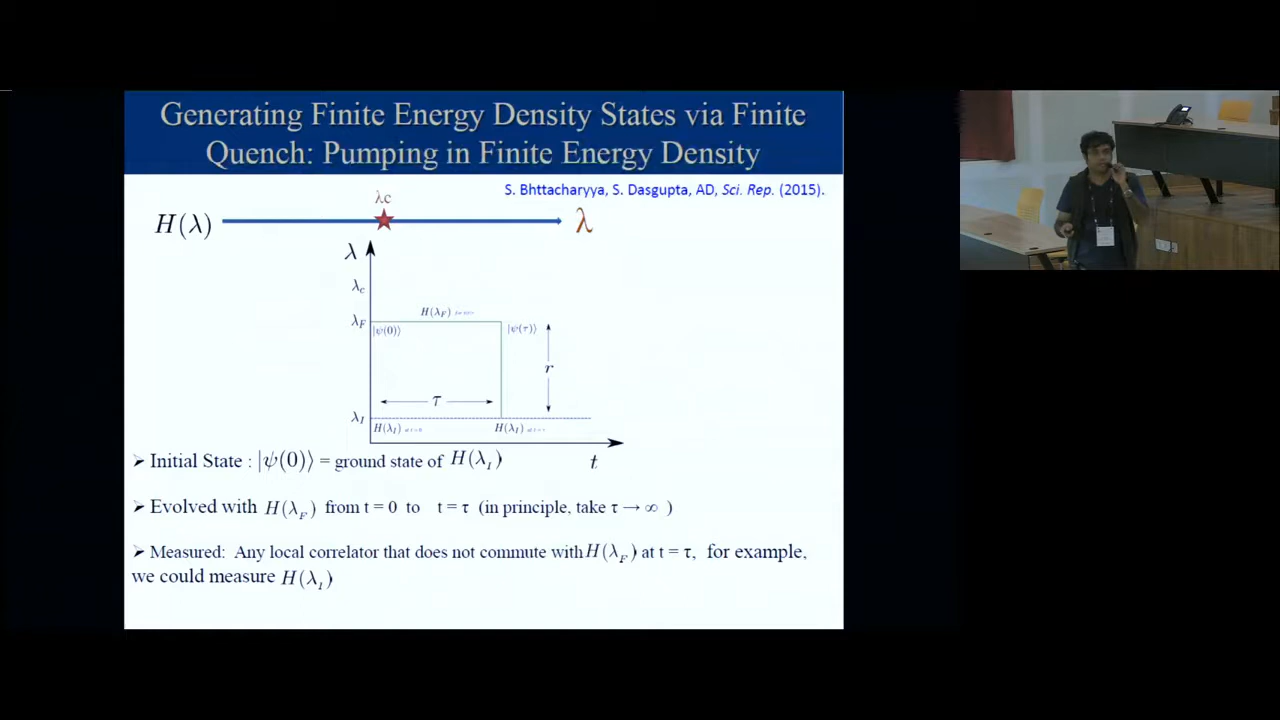 Generating Finite Energy Density States via Finite
Quench: Pumping in Finite Energy Density
S. Bhttacharyya, S. Dasgupta, AD, Sci. Rep. (2015).
λc
H(λ)
λ
λ
λc
H(λF)
λF
|ψ(0)⟩
|ψ(τ)⟩
r
τ
λI
H(λI)
H(λI)
t
➢ Initial State : |ψ(0)⟩ = ground state of H(λI)
➢ Evolved with H(λF) from t = 0 to t = τ (in principle, take τ → ∞ )
➢ Measured: Any local correlator that does not commute with H(λF) at t = τ, for example,
we could measure H(λI)